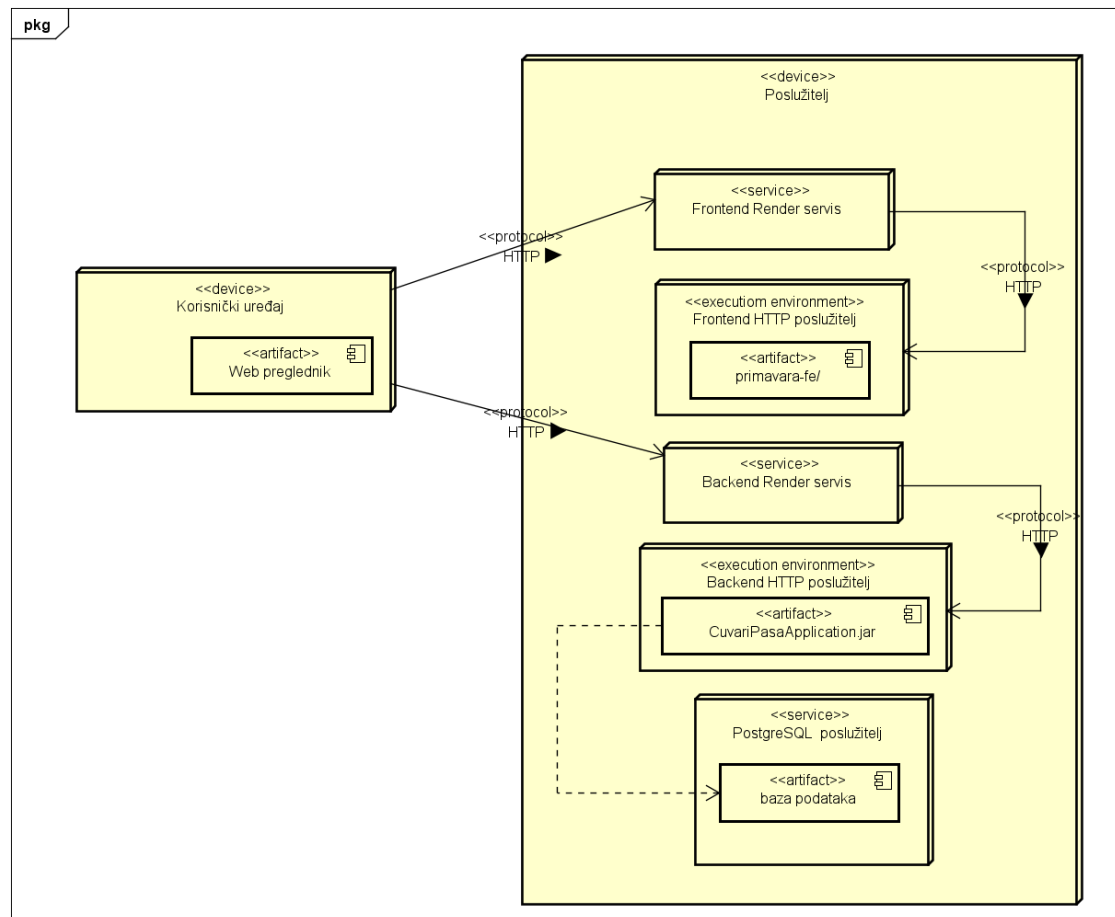 pkg
<<device>>
Poslužitelj
<<service>>
Frontend Render servis
<<protocol>>
HTTP
<<protocol>>
HTTP
<<device>>
Korisnički uređaj
<<artifact>>
Web preglednik
<<executiom environment>>
Frontend HTTP poslužitelj
<<artifact>>
primavara-fe/
<<protocol>>
HTTP
<<service>>
Backend Render servis
<<protocol>>
HTTP
<<execution environment>>
Backend HTTP poslužitelj
<<artifact>>
CuvariPasaApplication.jar
<<service>>
PostgreSQL poslužitelj
<<artifact>>
baza podataka